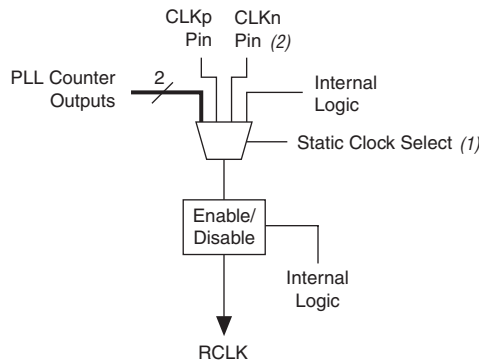 CLKp
Pin
CLKn
Pin (2)
PLL Counter
Outputs
2
Internal
Logic
Static Clock Select (1)
Enable/
Disable
Internal
Logic
RCLK